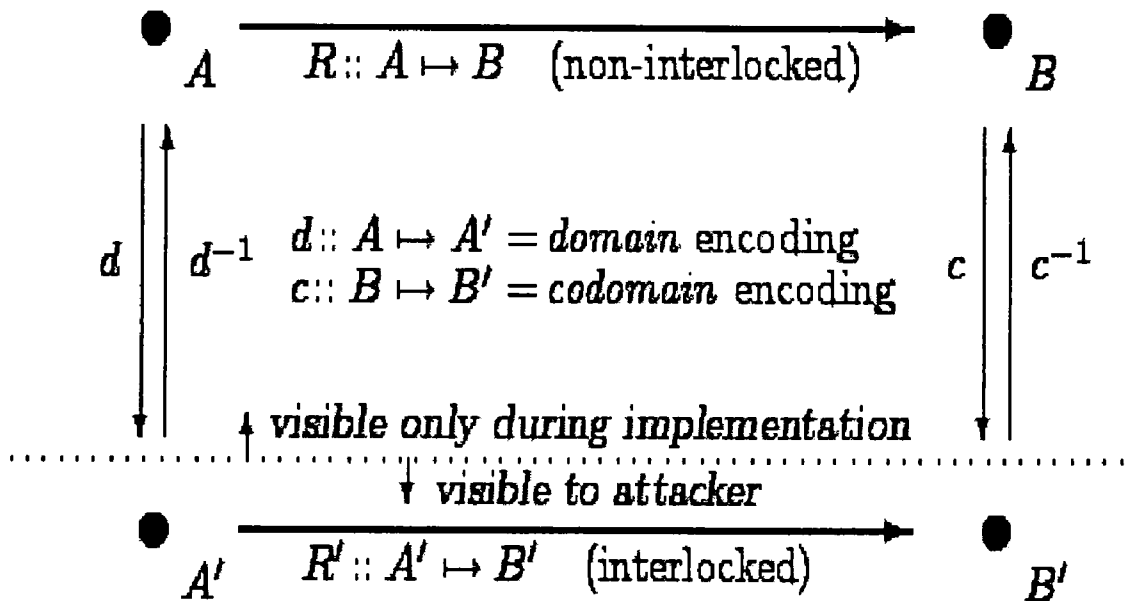 A R :: A ↦ B (non-interlocked) B
d d⁻¹ d :: A ↦ A′ = domain encoding c c⁻¹
c :: B ↦ B′ = codomain encoding
visible only during implementation
visible to attacker
A′ R′ :: A′ ↦ B′ (interlocked) B′